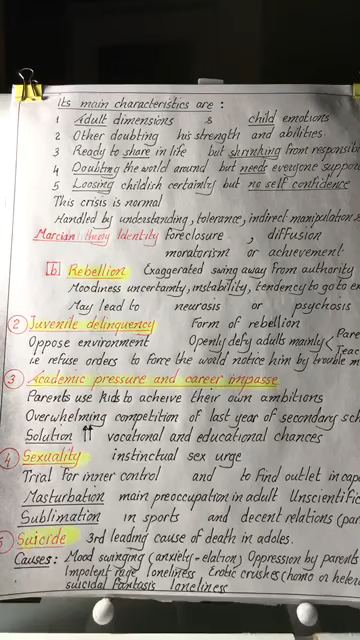 Its main characteristics are :
1 Adult dimensions & child emotions
2 Other doubting his strength and abilities.
3 Ready to share in life but shrinking from responsib
4 Doubting the world around but needs everyone suppor
5 Loosing childish certainty but no self confidence
This crisis is normal
Handled by understanding, tolerance, indirect manipulation &
Marcian theory Identity foreclosure, diffusion
moratorism or achievement
b Rebellion Exaggerated swing away from authority
Moodiness uncertainty, instability, tendency to go to ex
May lead to neurosis or psychosis
2 Juvenile delinquency Form of rebellion
Oppose environment Openly defy adults mainly < Pare
Teac
i.e refuse orders to force the world notice him by trouble m
3 Academic pressure and career impasse
Parents use kids to acheive their own ambitions
Overwhelming competition of last year of secondary sch
Solution ↑↑ vocational and educational chances
4 Sexuality instinctual sex urge
Trial for inner control and to find outlet in capa
Masturbation main preoccupation in adult Unscientific
Sublimation in sports and decent relations (par
5 Suicide 3rd leading cause of death in adoles.
Causes: Mood swinging (anxiety-elation) Oppression by parents
Impotent rage loneliness Erotic crushes (homo or hetero
suicidal fantasis loneliness